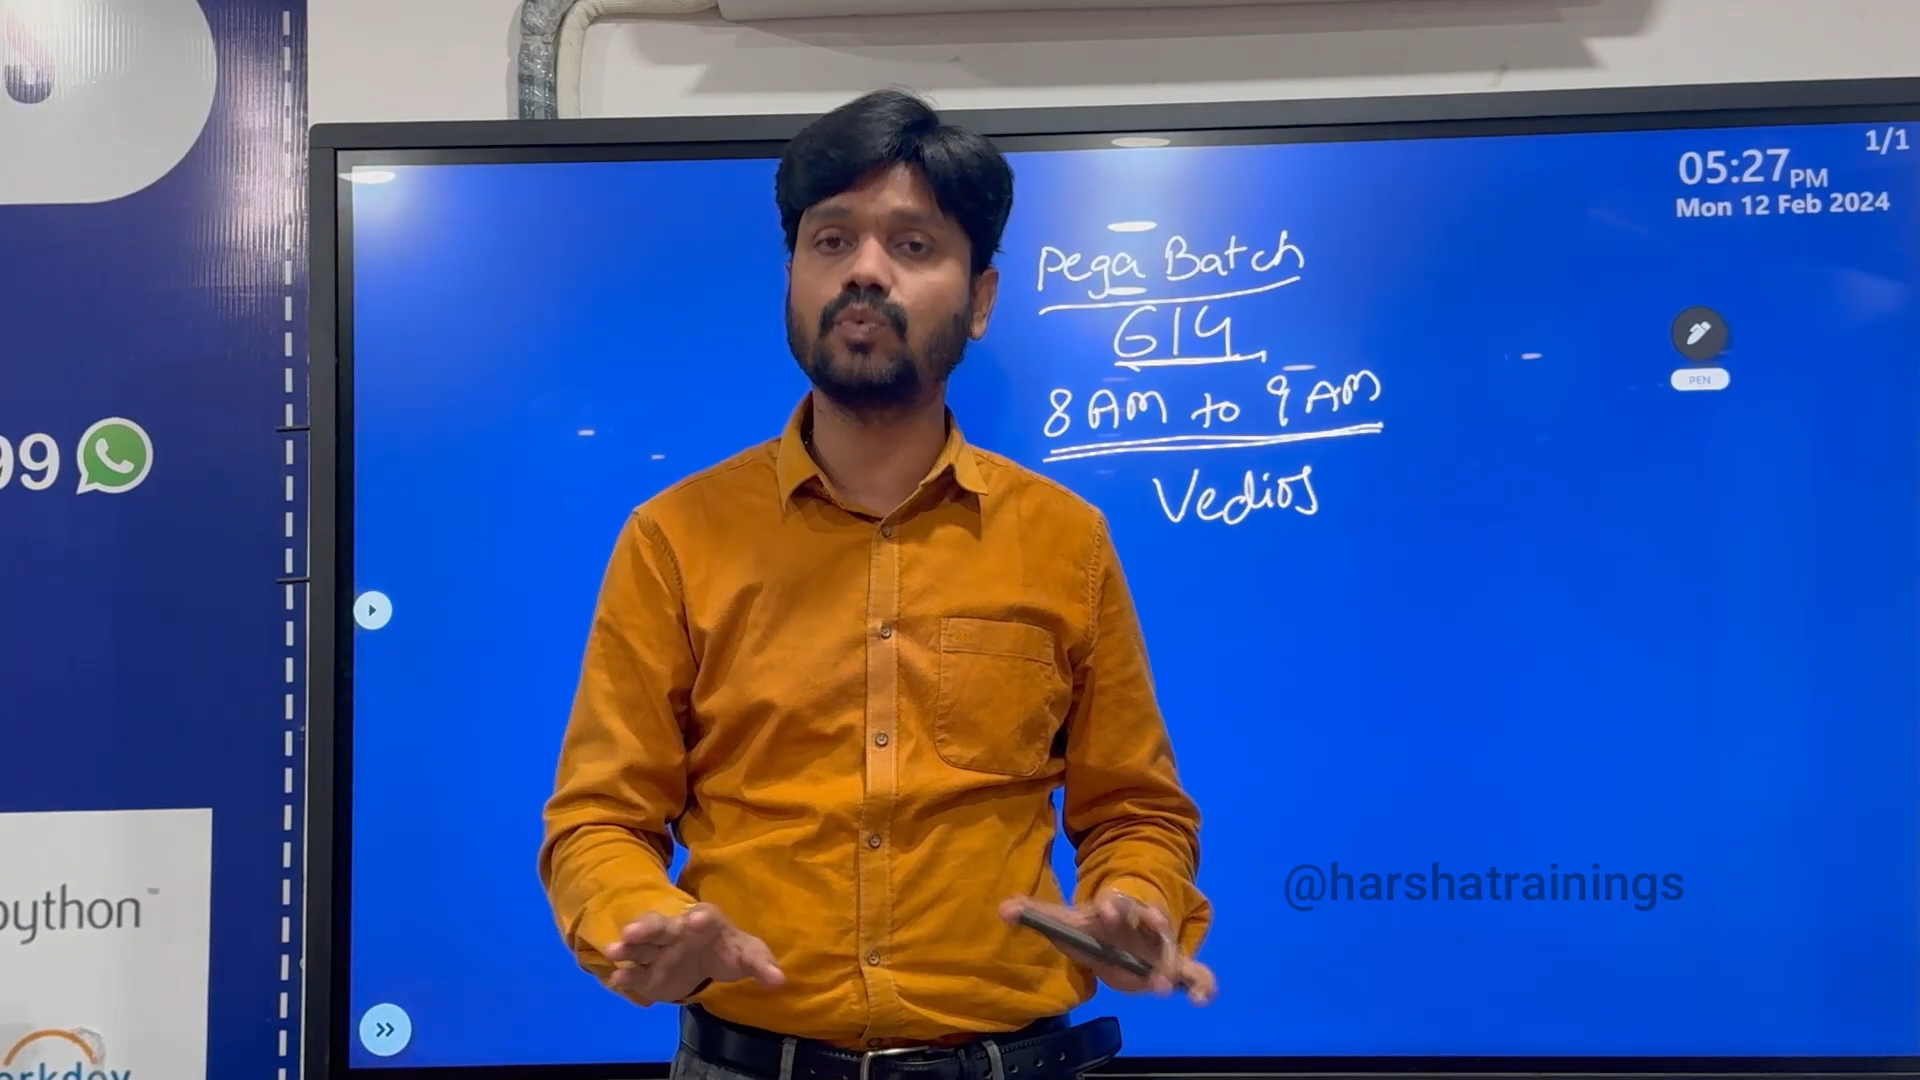 1/1
05:27PM
Mon 12 Feb 2024
Pega Batch
G14
8 AM to 9 AM
Vedios
PEN
99
@harshatrainings
python